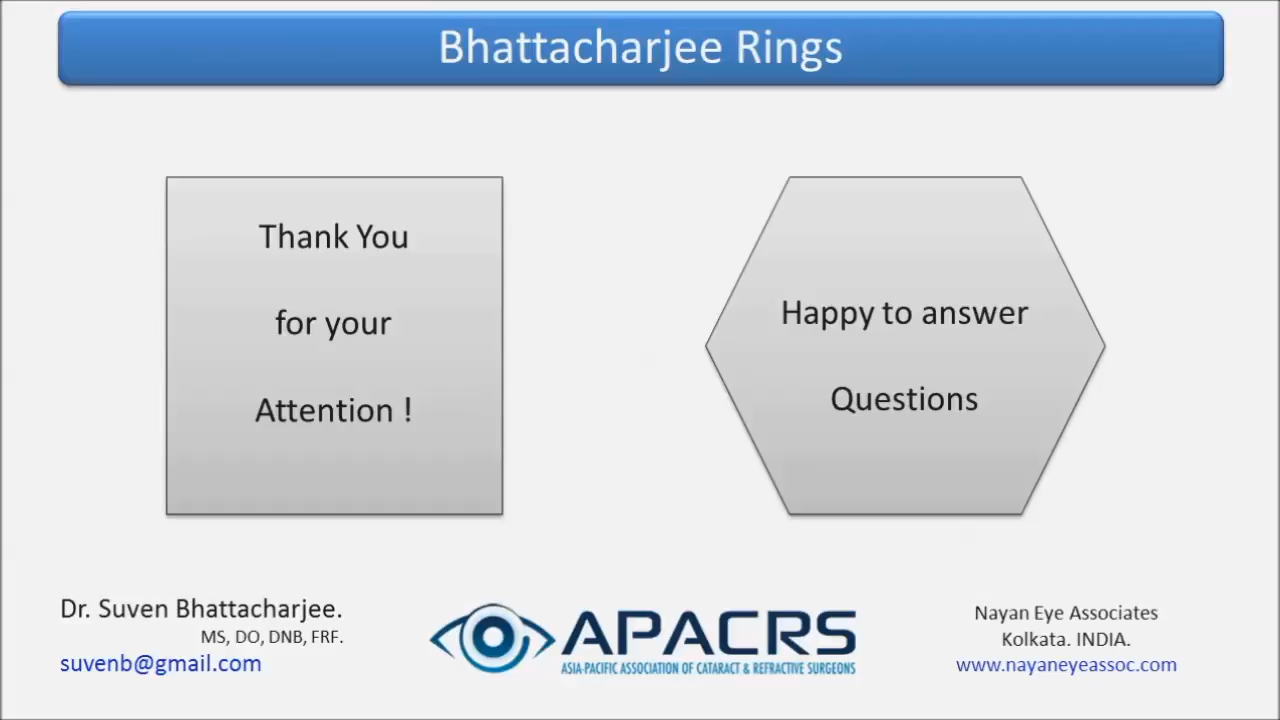 Bhattacharjee Rings
Thank You
for your
Attention !
Happy to answer
Questions
Dr. Suven Bhattacharjee.
MS, DO, DNB, FRF.
suvenb@gmail.com
APACRS
ASIA-PACIFIC ASSOCIATION OF CATARACT & REFRACTIVE SURGEONS
Nayan Eye Associates
Kolkata. INDIA.
www.nayaneyeassoc.com